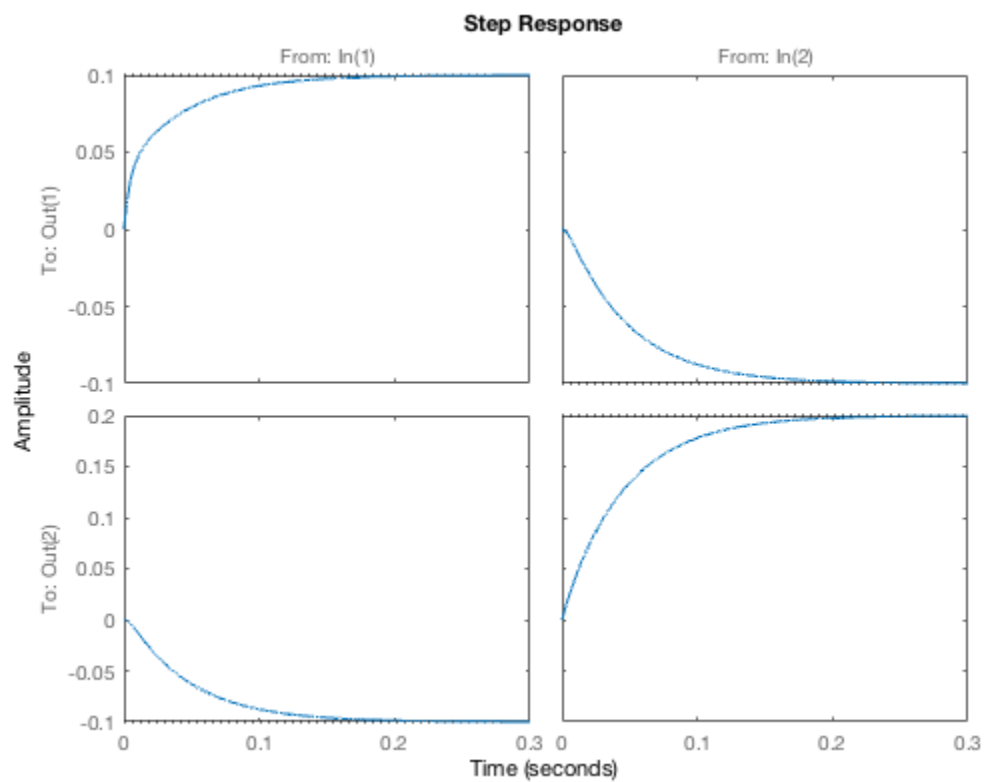 Step Response
From: In(1)
From: In(2)
To: Out(1)
0.1
0.05
0
-0.05
-0.1
Amplitude
To: Out(2)
0.2
0.15
0.1
0.05
0
-0.05
-0.1
0 0.1 0.2 0.3
0 0.1 0.2 0.3
Time (seconds)